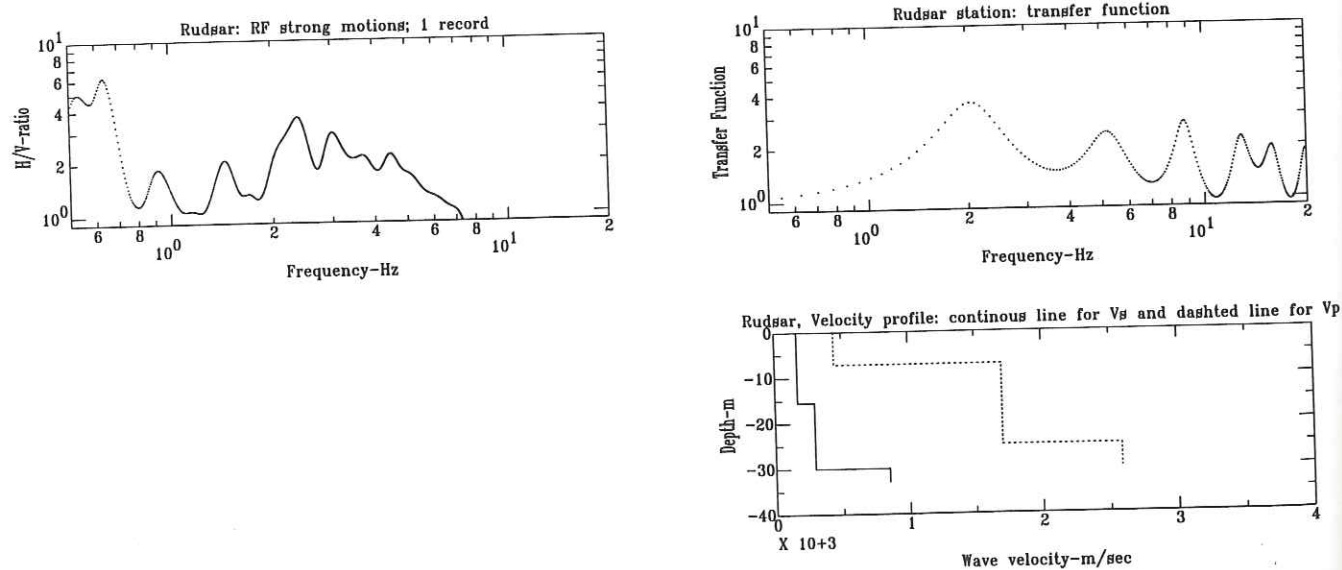 Rudsar: RF strong motions; 1 record
10^1
8
6
4
2
10^0
H/V-ratio
6 8 10^0 2 4 6 8 10^1 2
Frequency-Hz
Rudsar station: transfer function
10^1
8
6
4
2
10^0
Transfer Function
6 8 10^0 2 4 6 8 10^1 2
Frequency-Hz
Rudsar, Velocity profile: continous line for Vs and dashted line for Vp
0
-10
-20
-30
-40
Depth-m
0 1 2 3 4
X 10+3
Wave velocity-m/sec